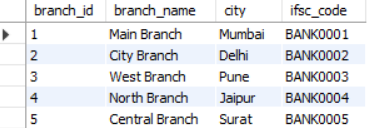 branch_id branch_name city ifsc_code
1 Main Branch Mumbai BANK0001
2 City Branch Delhi BANK0002
3 West Branch Pune BANK0003
4 North Branch Jaipur BANK0004
5 Central Branch Surat BANK0005